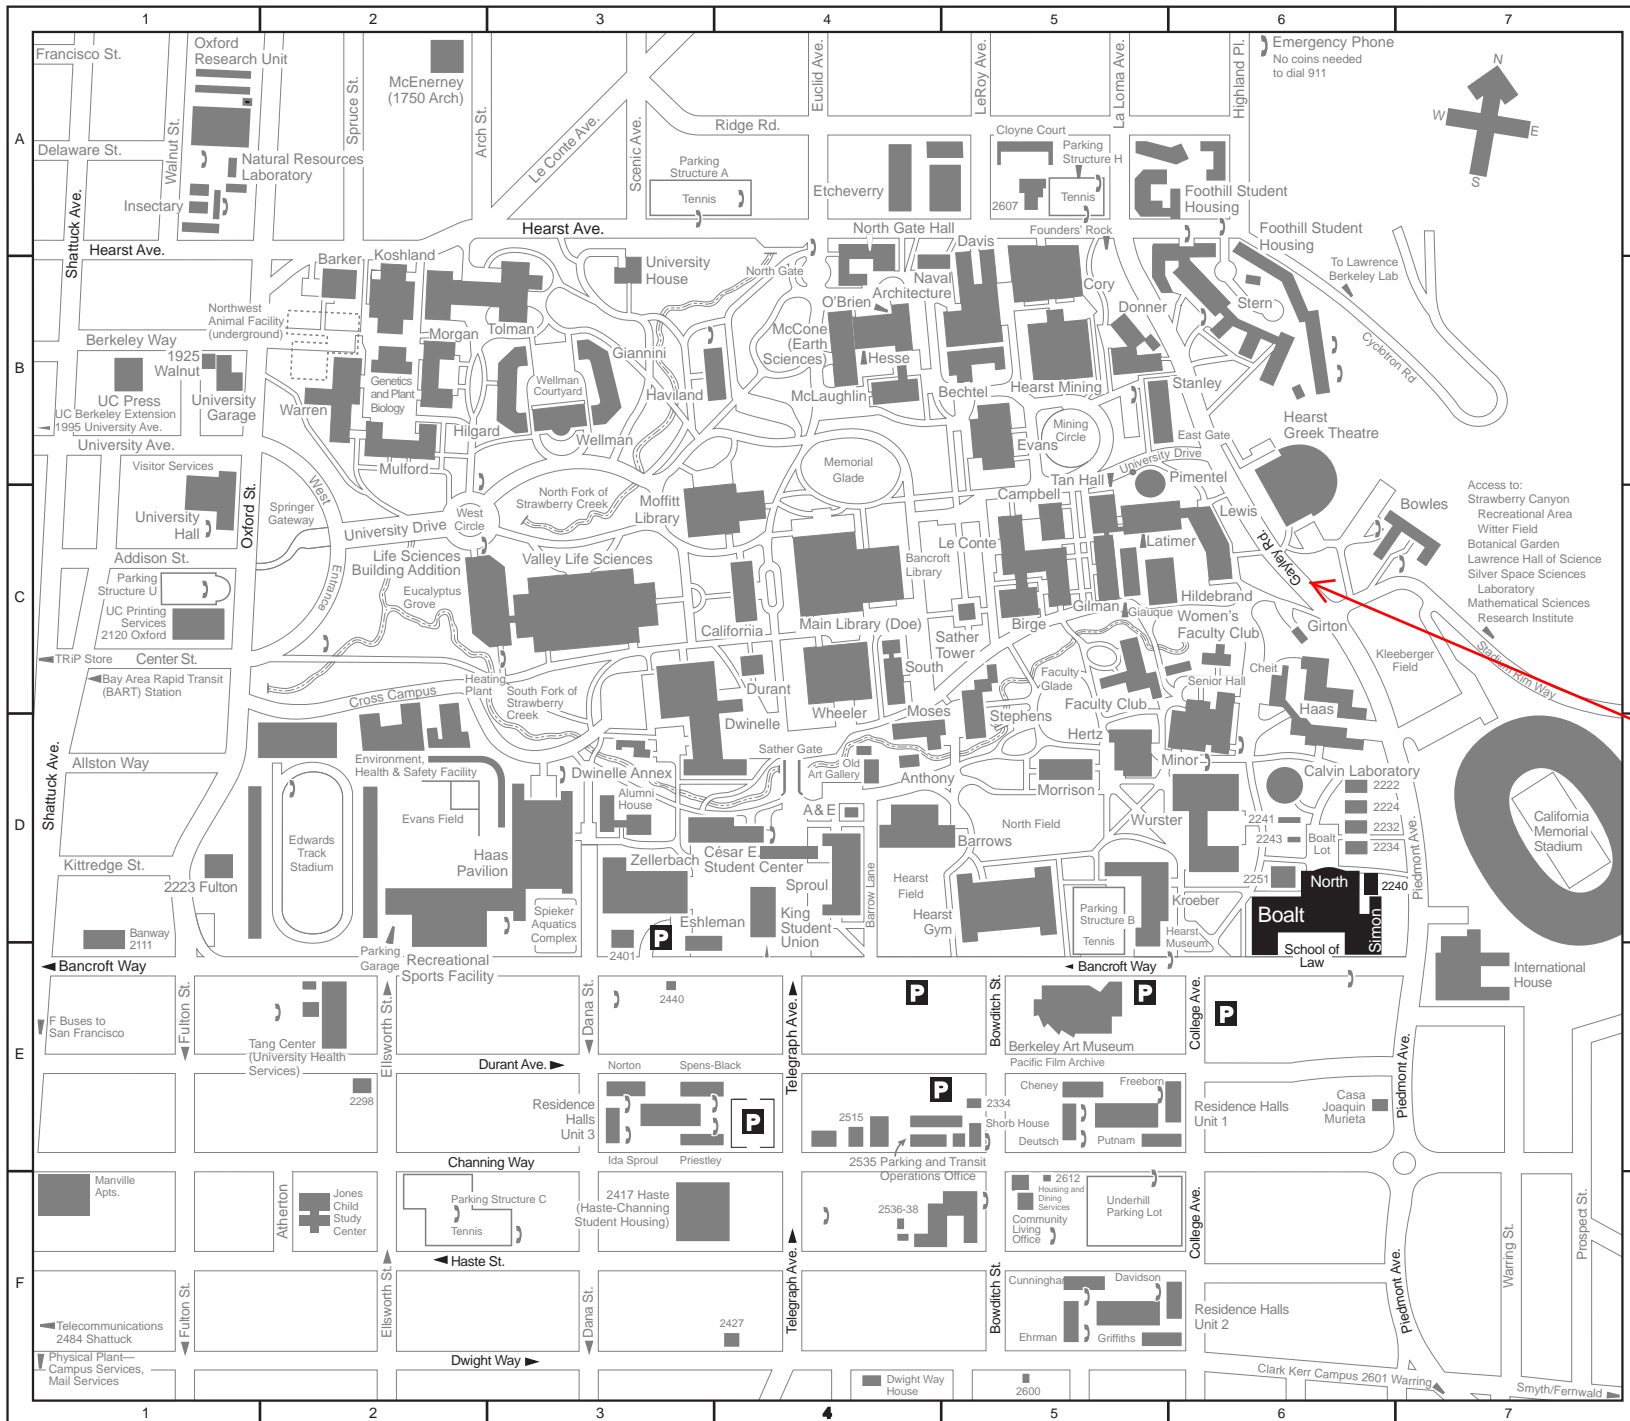 1 2 3 4 5 6 7
Francisco St.
Oxford
Research Unit
McEnerney
(1750 Arch)
Spruce St.
Arch St.
Euclid Ave.
LeRoy Ave.
La Loma Ave.
Highland Pl.
Emergency Phone
No coins needed
to dial 911
N
W
E
S
A
Delaware St.
Walnut St.
Shattuck Ave.
Natural Resources
Laboratory
Insectary
Le Conte Ave.
Scenic Ave.
Ridge Rd.
Parking
Structure A
Tennis
Etcheverry
Cloyne Court
Parking
Structure H
2607
Tennis
Foothill Student
Housing
Hearst Ave.
Hearst Ave.
North Gate Hall
Founders' Rock
Foothill Student
Housing
Barker
Koshland
University
House
North Gate
Davis
Naval
Architecture
O'Brien
Cory
Donner
Stern
To Lawrence
Berkeley Lab
Cyclotron Rd
Northwest
Animal Facility
(underground)
Morgan
Tolman
Giannini
McCone
(Earth
Sciences)
Hesse
B
Berkeley Way
1925
Walnut
UC Press
University
Garage
UC Berkeley Extension
1995 University Ave.
University Ave.
Warren
Genetics
and Plant
Biology
Hilgard
Mulford
Wellman
Courtyard
Wellman
Haviland
McLaughlin
Bechtel
Hearst Mining
Stanley
Evans
Mining
Circle
East Gate
University Drive
Hearst
Greek Theatre
Visitor Services
University
Hall
Oxford St.
West
Entrance
Springer
Gateway
University Drive
West
Circle
North Fork of
Strawberry Creek
Moffitt
Library
Memorial
Glade
Campbell
Tan Hall
Pimentel
Lewis
Bowles
Access to:
Strawberry Canyon
Recreational Area
Witter Field
Botanical Garden
Lawrence Hall of Science
Silver Space Sciences
Laboratory
Mathematical Sciences
Research Institute
C
Addison St.
Parking
Structure U
UC Printing
Services
2120 Oxford
Life Sciences
Building Addition
Eucalyptus
Grove
Valley Life Sciences
California
Bancroft
Library
Main Library (Doe)
Le Conte
Latimer
Gayley Rd.
Birge
Gilman
Giauque
Hildebrand
Women's
Faculty Club
Girton
Kleeberger
Field
Stadium Rim Way
TRiP Store
Center St.
Bay Area Rapid Transit
(BART) Station
Cross Campus
Heating
Plant
South Fork of
Strawberry
Creek
Durant
Dwinelle
Wheeler
South
Sather
Tower
Faculty
Glade
Faculty Club
Senior Hall
Cheit
Haas
Moses
Stephens
Hertz
Minor
Shattuck Ave.
Allston Way
Environment,
Health & Safety Facility
Dwinelle Annex
Sather Gate
Old
Art Gallery
Anthony
Morrison
Calvin Laboratory
2222
2224
2232
2234
2241
2243
Boalt
Lot
2251
Piedmont Ave.
California
Memorial
Stadium
D
Edwards
Track
Stadium
Evans Field
Haas
Pavilion
Alumni
House
A & E
North Field
Wurster
Barrows
Kittredge St.
2223 Fulton
Zellerbach
César E.
Student Center
Sproul
King
Student
Union
Eshleman
Barrow Lane
Hearst
Field
Hearst
Gym
Parking
Structure B
Tennis
Kroeber
Hearst
Museum
North
2240
Boalt
Simon
School of
Law
Banway
2111
Parking
Garage
Recreational
Sports Facility
Spieker
Aquatics
Complex
2401
P
Bancroft Way
Bancroft Way
International
House
F Buses to
San Francisco
Fulton St.
Tang Center
(University Health
Services)
Ellsworth St.
Dana St.
2440
P
Telegraph Ave.
Bowditch St.
P
Berkeley Art Museum
Pacific Film Archive
College Ave.
P
E
Durant Ave.
2298
Norton
Spens-Black
Residence
Halls
Unit 3
P
Ida Sproul
Priestley
P
2334
2515
Shorb House
2535 Parking and Transit
Operations Office
Cheney
Freeborn
Deutsch
Putnam
Residence Halls
Unit 1
Casa
Joaquin
Murieta
Piedmont Ave.
Channing Way
Manville
Apts.
Atherton
Jones
Child
Study
Center
Parking Structure C
Tennis
2417 Haste
(Haste-Channing
Student Housing)
2536-38
2612
Housing and
Dining
Services
Community
Living
Office
Underhill
Parking Lot
College Ave.
Warring St.
Prospect St.
Haste St.
F
Fulton St.
Ellsworth St.
Dana St.
Telegraph Ave.
Bowditch St.
Cunningham
Davidson
Ehrman
Griffiths
Residence Halls
Unit 2
Piedmont Ave.
Telecommunications
2484 Shattuck
2427
Physical Plant—
Campus Services,
Mail Services
Dwight Way
Dwight Way
House
2600
Clark Kerr Campus 2601 Warring
Smyth/Fernwald
1 2 3 4 5 6 7